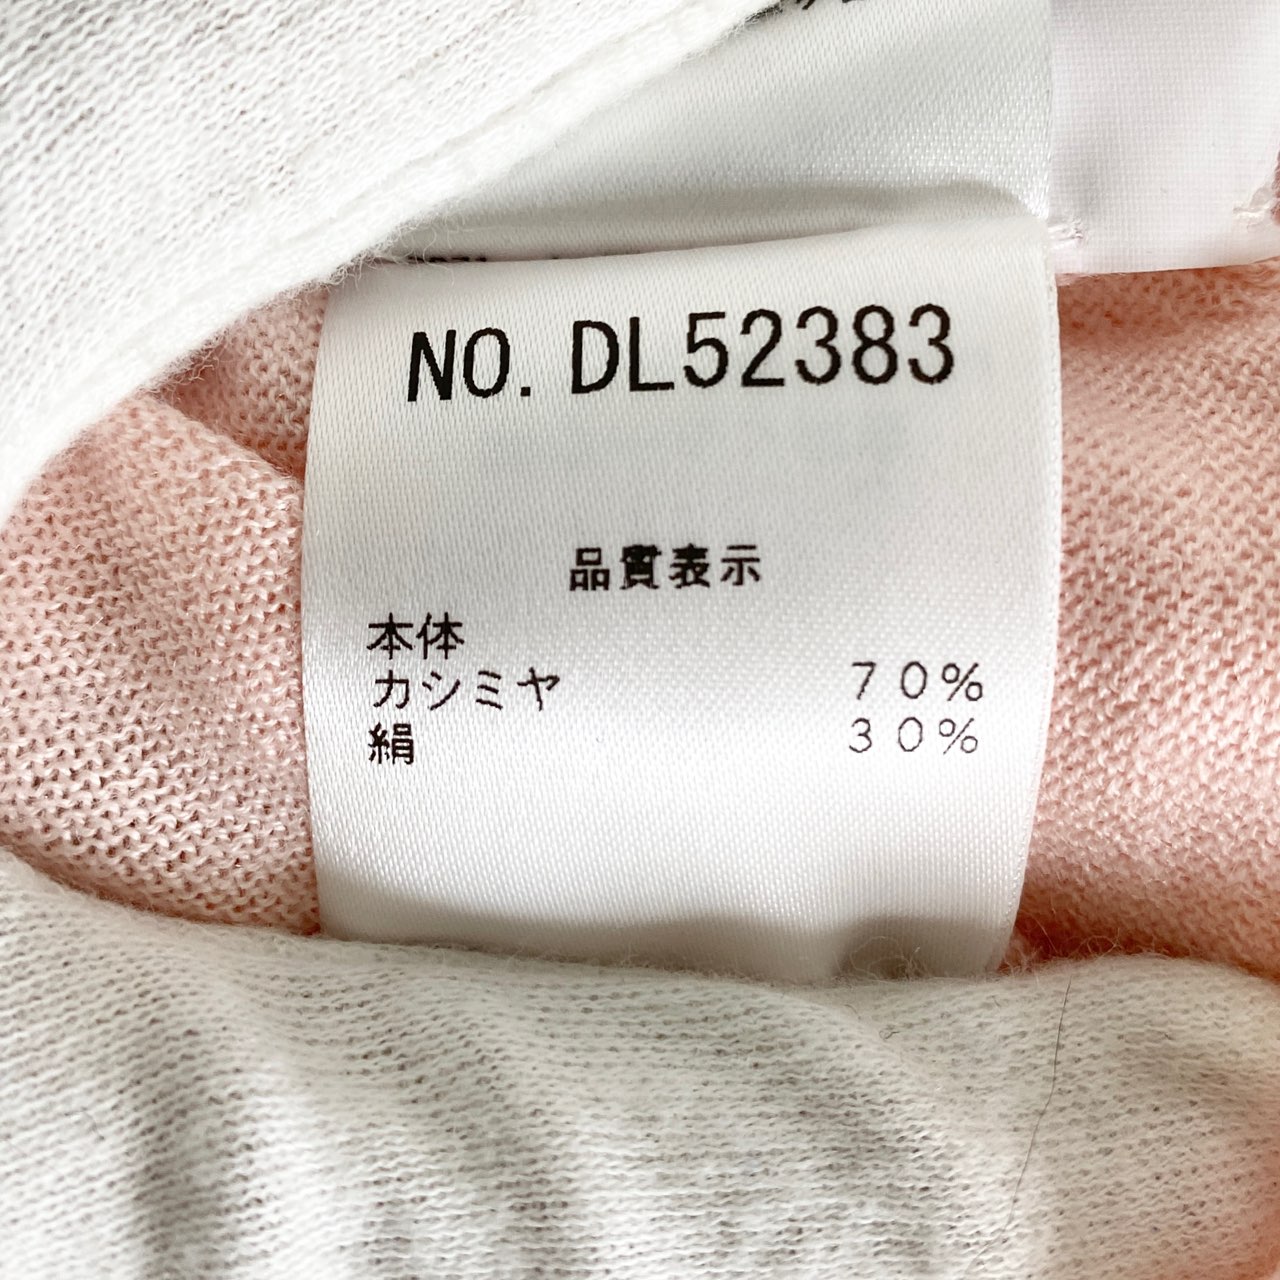 NO. DL52383
品質表示
本体
カシミヤ 70%
絹 30%